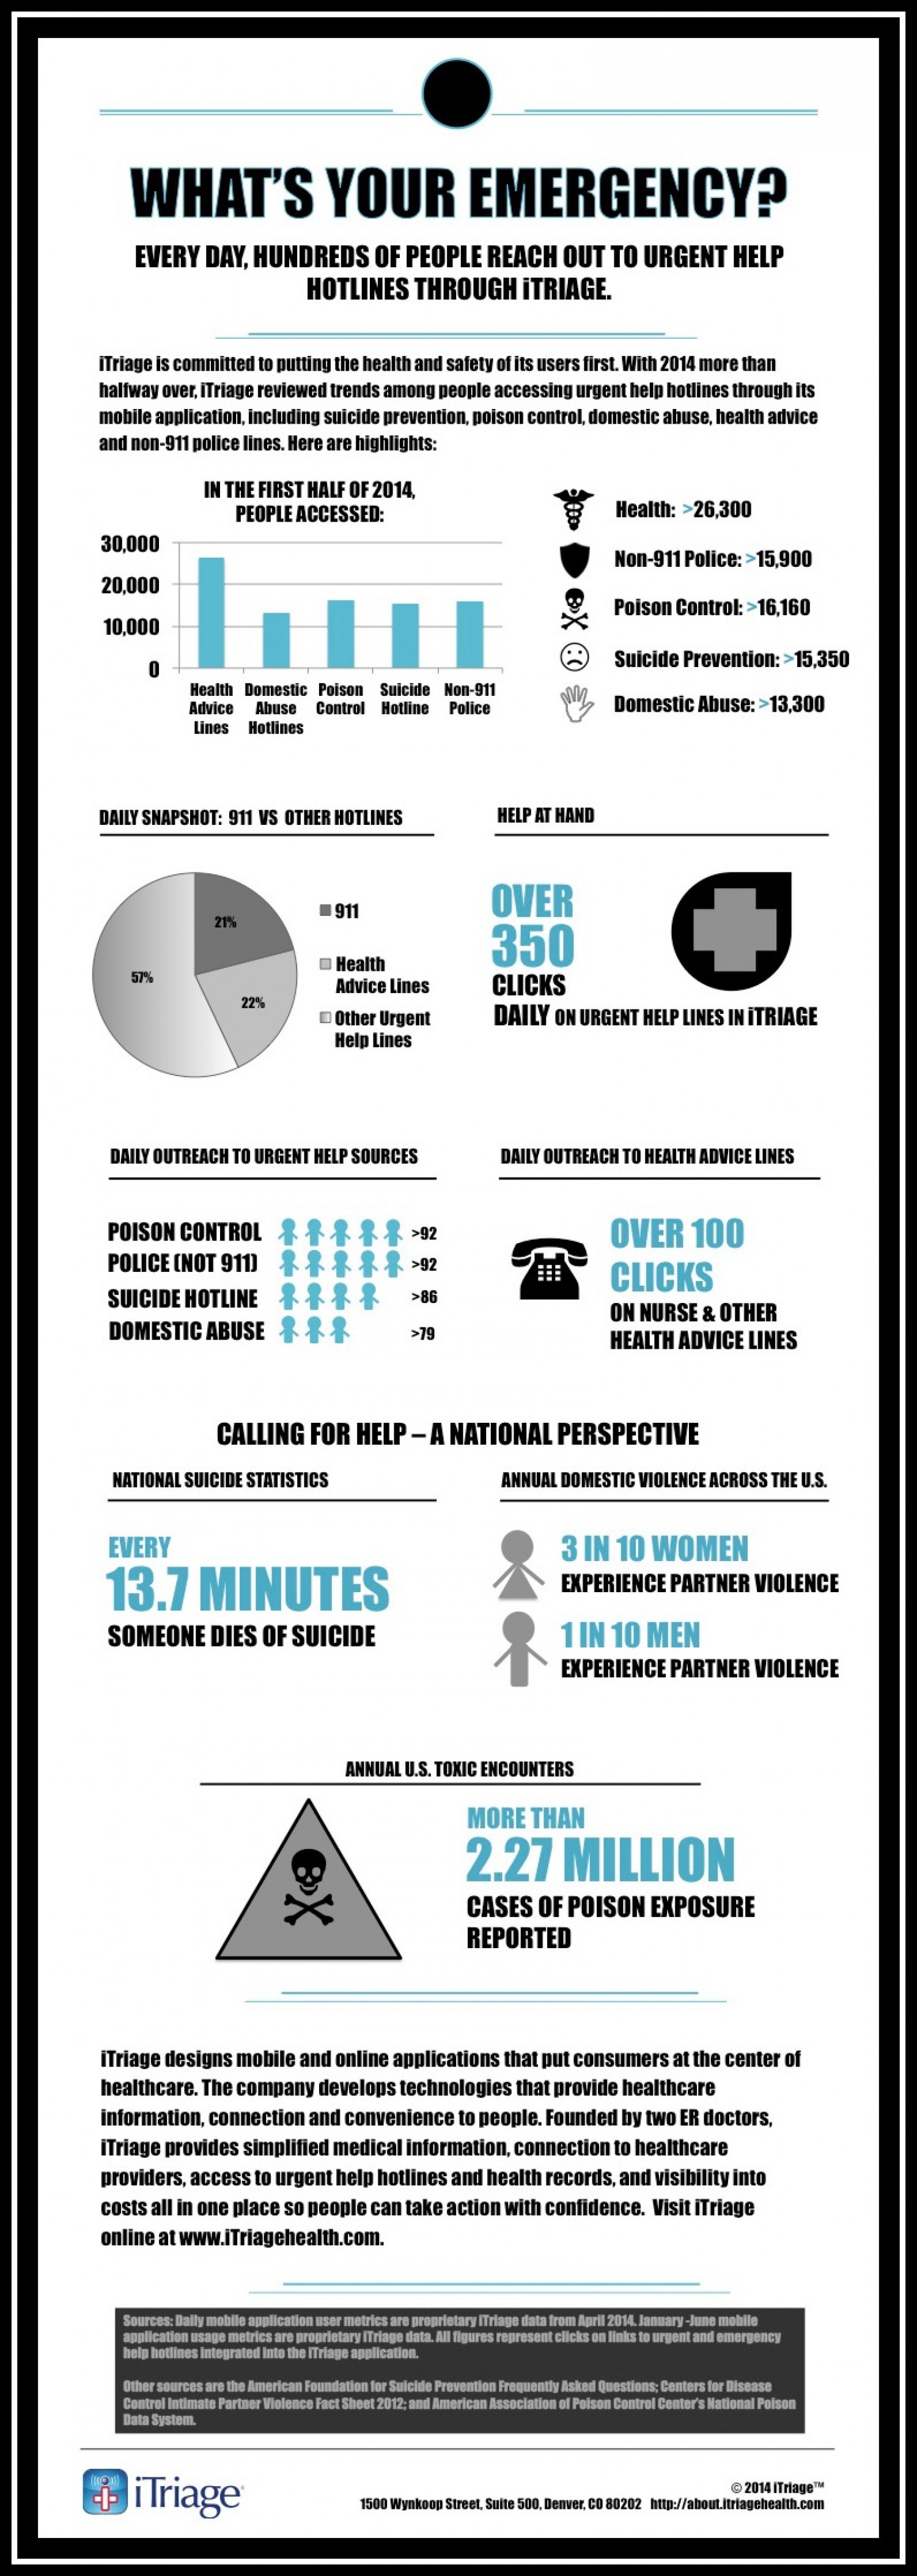 WHAT'S YOUR EMERGENCY?
EVERY DAY, HUNDREDS OF PEOPLE REACH OUT TO URGENT HELP
HOTLINES THROUGH iTRIAGE.
iTriage is committed to putting the health and safety of its users first. With 2014 more than
halfway over, iTriage reviewed trends among people accessing urgent help hotlines through its
mobile application, including suicide prevention, poison control, domestic abuse, health advice
and non-911 police lines. Here are highlights:
IN THE FIRST HALF OF 2014,
PEOPLE ACCESSED:
30,000
20,000
10,000
0
Health Advice Lines
Domestic Abuse Hotlines
Poison Control
Suicide Hotline
Non-911 Police
Health: >26,300
Non-911 Police: >15,900
Poison Control: >16,160
Suicide Prevention: >15,350
Domestic Abuse: >13,300
DAILY SNAPSHOT: 911 VS OTHER HOTLINES
21%
57%
22%
911
Health
Advice Lines
Other Urgent
Help Lines
HELP AT HAND
OVER
350
CLICKS
DAILY ON URGENT HELP LINES IN iTRIAGE
DAILY OUTREACH TO URGENT HELP SOURCES
POISON CONTROL >92
POLICE (NOT 911) >92
SUICIDE HOTLINE >86
DOMESTIC ABUSE >79
DAILY OUTREACH TO HEALTH ADVICE LINES
OVER 100
CLICKS
ON NURSE & OTHER
HEALTH ADVICE LINES
CALLING FOR HELP – A NATIONAL PERSPECTIVE
NATIONAL SUICIDE STATISTICS
EVERY
13.7 MINUTES
SOMEONE DIES OF SUICIDE
ANNUAL DOMESTIC VIOLENCE ACROSS THE U.S.
3 IN 10 WOMEN
EXPERIENCE PARTNER VIOLENCE
1 IN 10 MEN
EXPERIENCE PARTNER VIOLENCE
ANNUAL U.S. TOXIC ENCOUNTERS
MORE THAN
2.27 MILLION
CASES OF POISON EXPOSURE
REPORTED
iTriage designs mobile and online applications that put consumers at the center of
healthcare. The company develops technologies that provide healthcare
information, connection and convenience to people. Founded by two ER doctors,
iTriage provides simplified medical information, connection to healthcare
providers, access to urgent help hotlines and health records, and visibility into
costs all in one place so people can take action with confidence. Visit iTriage
online at www.iTriagehealth.com.
Sources: Daily mobile application user metrics are proprietary iTriage data from April 2014. January -June mobile
application usage metrics are proprietary iTriage data. All figures represent clicks on links to urgent and emergency
help hotlines integrated into the iTriage application.
Other sources are the American Foundation for Suicide Prevention Frequently Asked Questions; Centers for Disease
Control Intimate Partner Violence Fact Sheet 2012; and American Association of Poison Control Center's National Poison
Data System.
iTriage
© 2014 iTriage™
1500 Wynkoop Street, Suite 500, Denver, CO 80202 http://about.itriagehealth.com